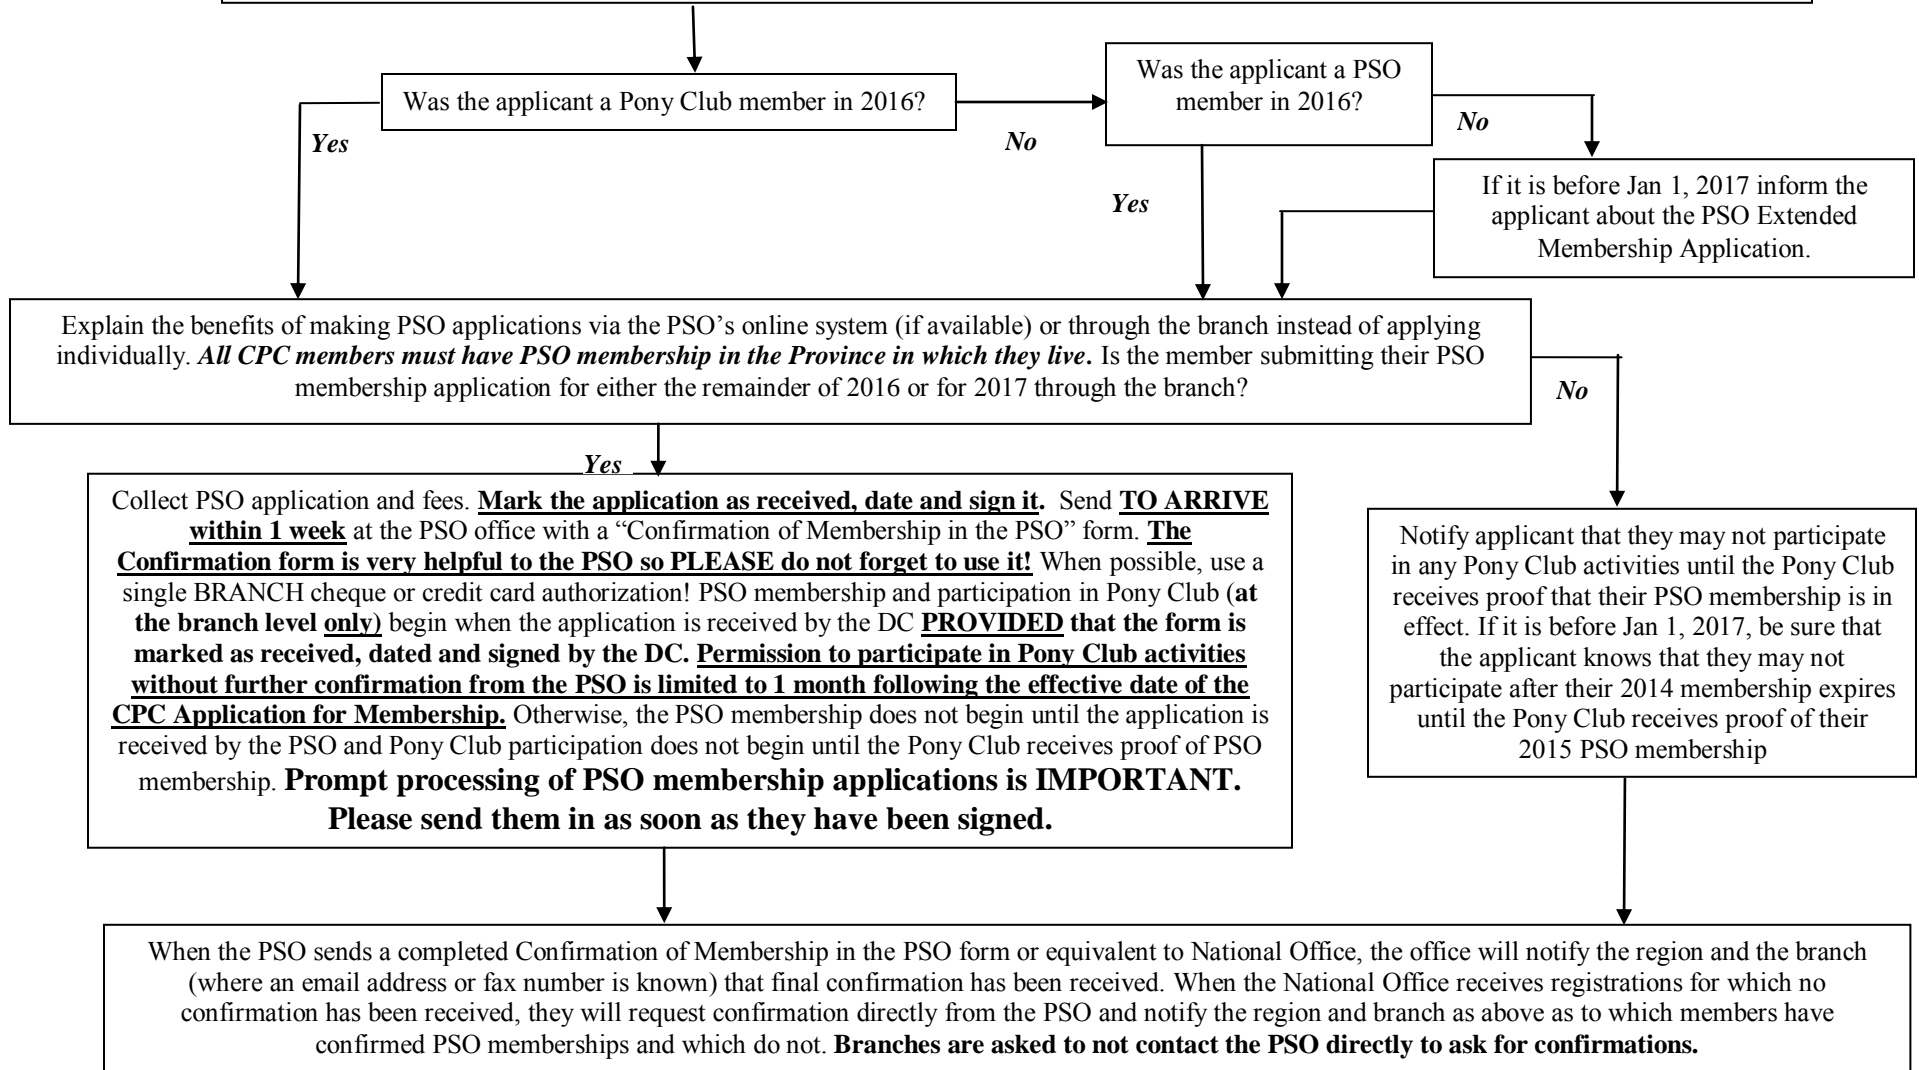 Was the applicant a Pony Club member in 2016?
Yes
No
Was the applicant a PSO
member in 2016?
No
Yes
If it is before Jan 1, 2017 inform the
applicant about the PSO Extended
Membership Application.
Explain the benefits of making PSO applications via the PSO’s online system (if available) or through the branch instead of applying
individually. All CPC members must have PSO membership in the Province in which they live. Is the member submitting their PSO
membership application for either the remainder of 2016 or for 2017 through the branch?
No
Yes
Collect PSO application and fees. Mark the application as received, date and sign it. Send TO ARRIVE
within 1 week at the PSO office with a “Confirmation of Membership in the PSO” form. The
Confirmation form is very helpful to the PSO so PLEASE do not forget to use it! When possible, use a
single BRANCH cheque or credit card authorization! PSO membership and participation in Pony Club (at
the branch level only) begin when the application is received by the DC PROVIDED that the form is
marked as received, dated and signed by the DC. Permission to participate in Pony Club activities
without further confirmation from the PSO is limited to 1 month following the effective date of the
CPC Application for Membership. Otherwise, the PSO membership does not begin until the application is
received by the PSO and Pony Club participation does not begin until the Pony Club receives proof of PSO
membership. Prompt processing of PSO membership applications is IMPORTANT.
Please send them in as soon as they have been signed.
Notify applicant that they may not participate
in any Pony Club activities until the Pony Club
receives proof that their PSO membership is in
effect. If it is before Jan 1, 2017, be sure that
the applicant knows that they may not
participate after their 2014 membership expires
until the Pony Club receives proof of their
2015 PSO membership
When the PSO sends a completed Confirmation of Membership in the PSO form or equivalent to National Office, the office will notify the region and the branch
(where an email address or fax number is known) that final confirmation has been received. When the National Office receives registrations for which no
confirmation has been received, they will request confirmation directly from the PSO and notify the region and branch as above as to which members have
confirmed PSO memberships and which do not. Branches are asked to not contact the PSO directly to ask for confirmations.